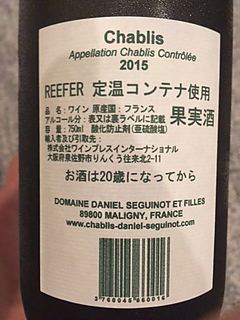 Chablis
Appellation Chablis Contrôlée
2015
REEFER 定温コンテナ使用
品名：ワイン 原産国：フランス
アルコール分：表又は裏ラベルに記載 果実酒
容量：750ml 酸化防止剤（亜硫酸塩）
輸入者及び引取先：
株式会社ワインプレスインターナショナル
大阪府泉佐野市りんくう往来北2-11
お酒は20歳になってから
DOMAINE DANIEL SEGUINOT ET FILLES
89800 MALIGNY, FRANCE
www.chablis-daniel-seguinot.com
3 760045 660016